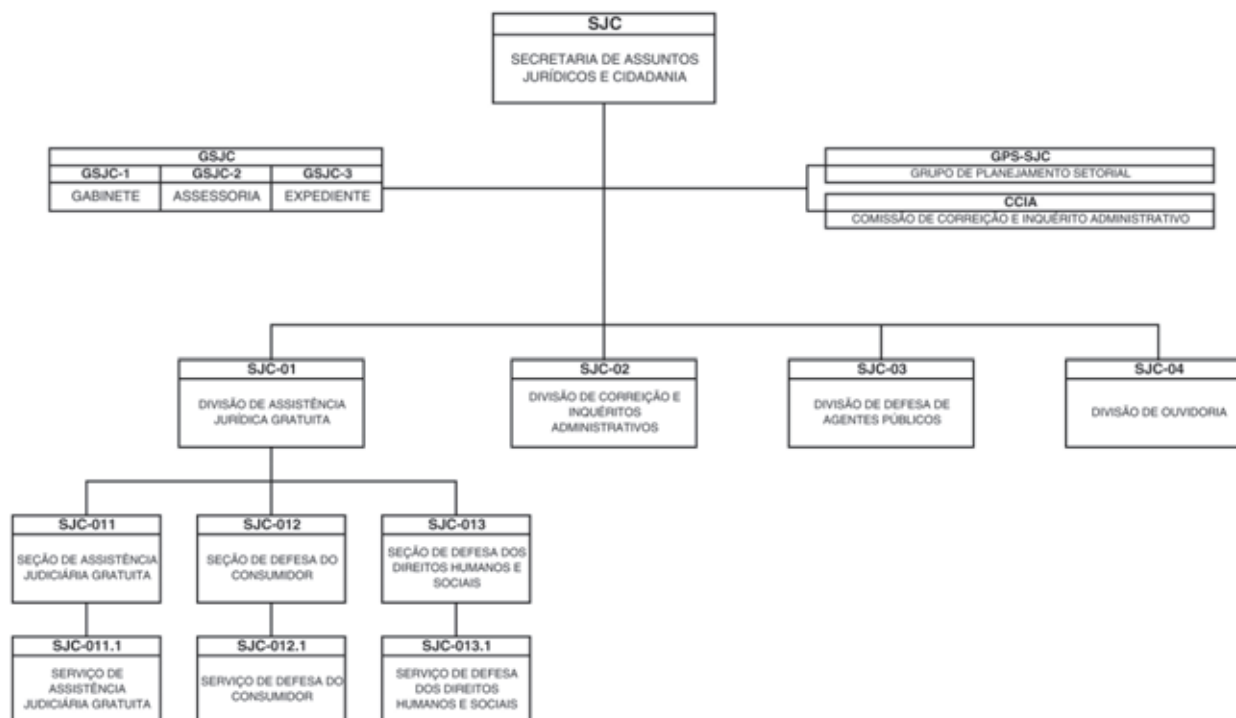 SJC
SECRETARIA DE ASSUNTOS
JURÍDICOS E CIDADANIA
GSJC
GSJC-1 GSJC-2 GSJC-3
GABINETE ASSESSORIA EXPEDIENTE
GPS-SJC
GRUPO DE PLANEJAMENTO SETORIAL
CCIA
COMISSÃO DE CORREIÇÃO E INQUÉRITO ADMINISTRATIVO
SJC-01
DIVISÃO DE ASSISTÊNCIA
JURÍDICA GRATUITA
SJC-02
DIVISÃO DE CORREIÇÃO E
INQUÉRITOS
ADMINISTRATIVOS
SJC-03
DIVISÃO DE DEFESA DE
AGENTES PÚBLICOS
SJC-04
DIVISÃO DE OUVIDORIA
SJC-011
SEÇÃO DE ASSISTÊNCIA
JUDICIÁRIA GRATUITA
SJC-012
SEÇÃO DE DEFESA DO
CONSUMIDOR
SJC-013
SEÇÃO DE DEFESA DOS
DIREITOS HUMANOS E
SOCIAIS
SJC-011.1
SERVIÇO DE
ASSISTÊNCIA
JUDICIÁRIA GRATUITA
SJC-012.1
SERVIÇO DE DEFESA DO
CONSUMIDOR
SJC-013.1
SERVIÇO DE DEFESA
DOS DIREITOS
HUMANOS E SOCIAIS